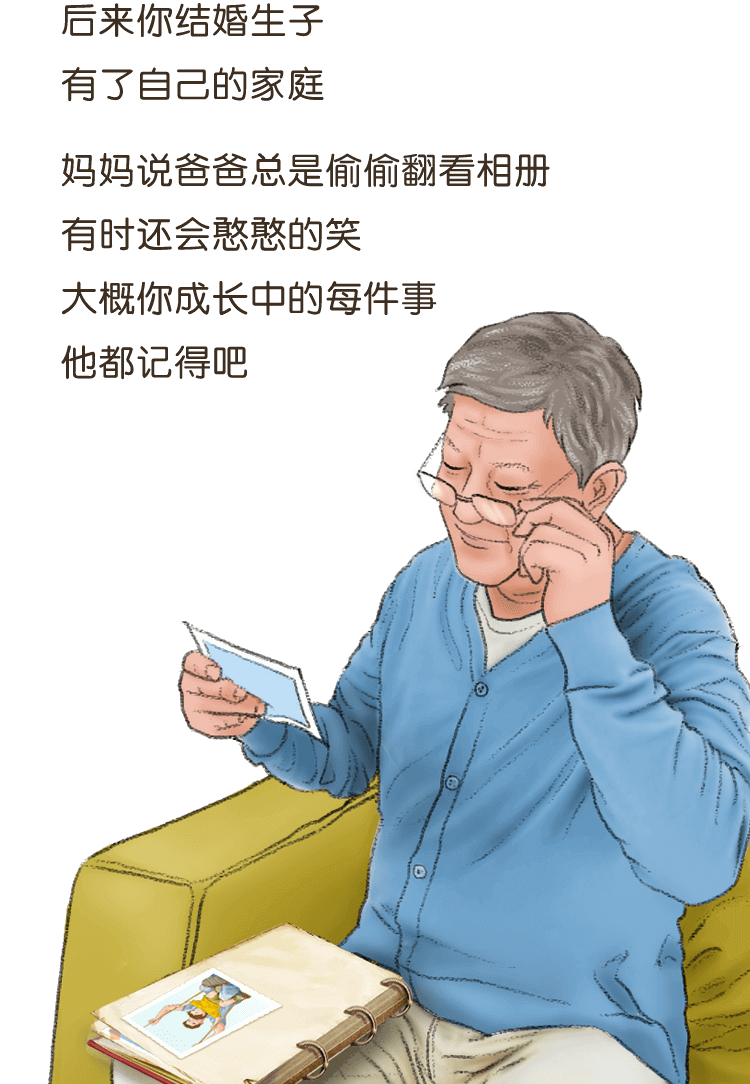 后来你结婚生子
有了自己的家庭
妈妈说爸爸总是偷偷翻看相册
有时还会憨憨的笑
大概你成长中的每件事
他都记得吧